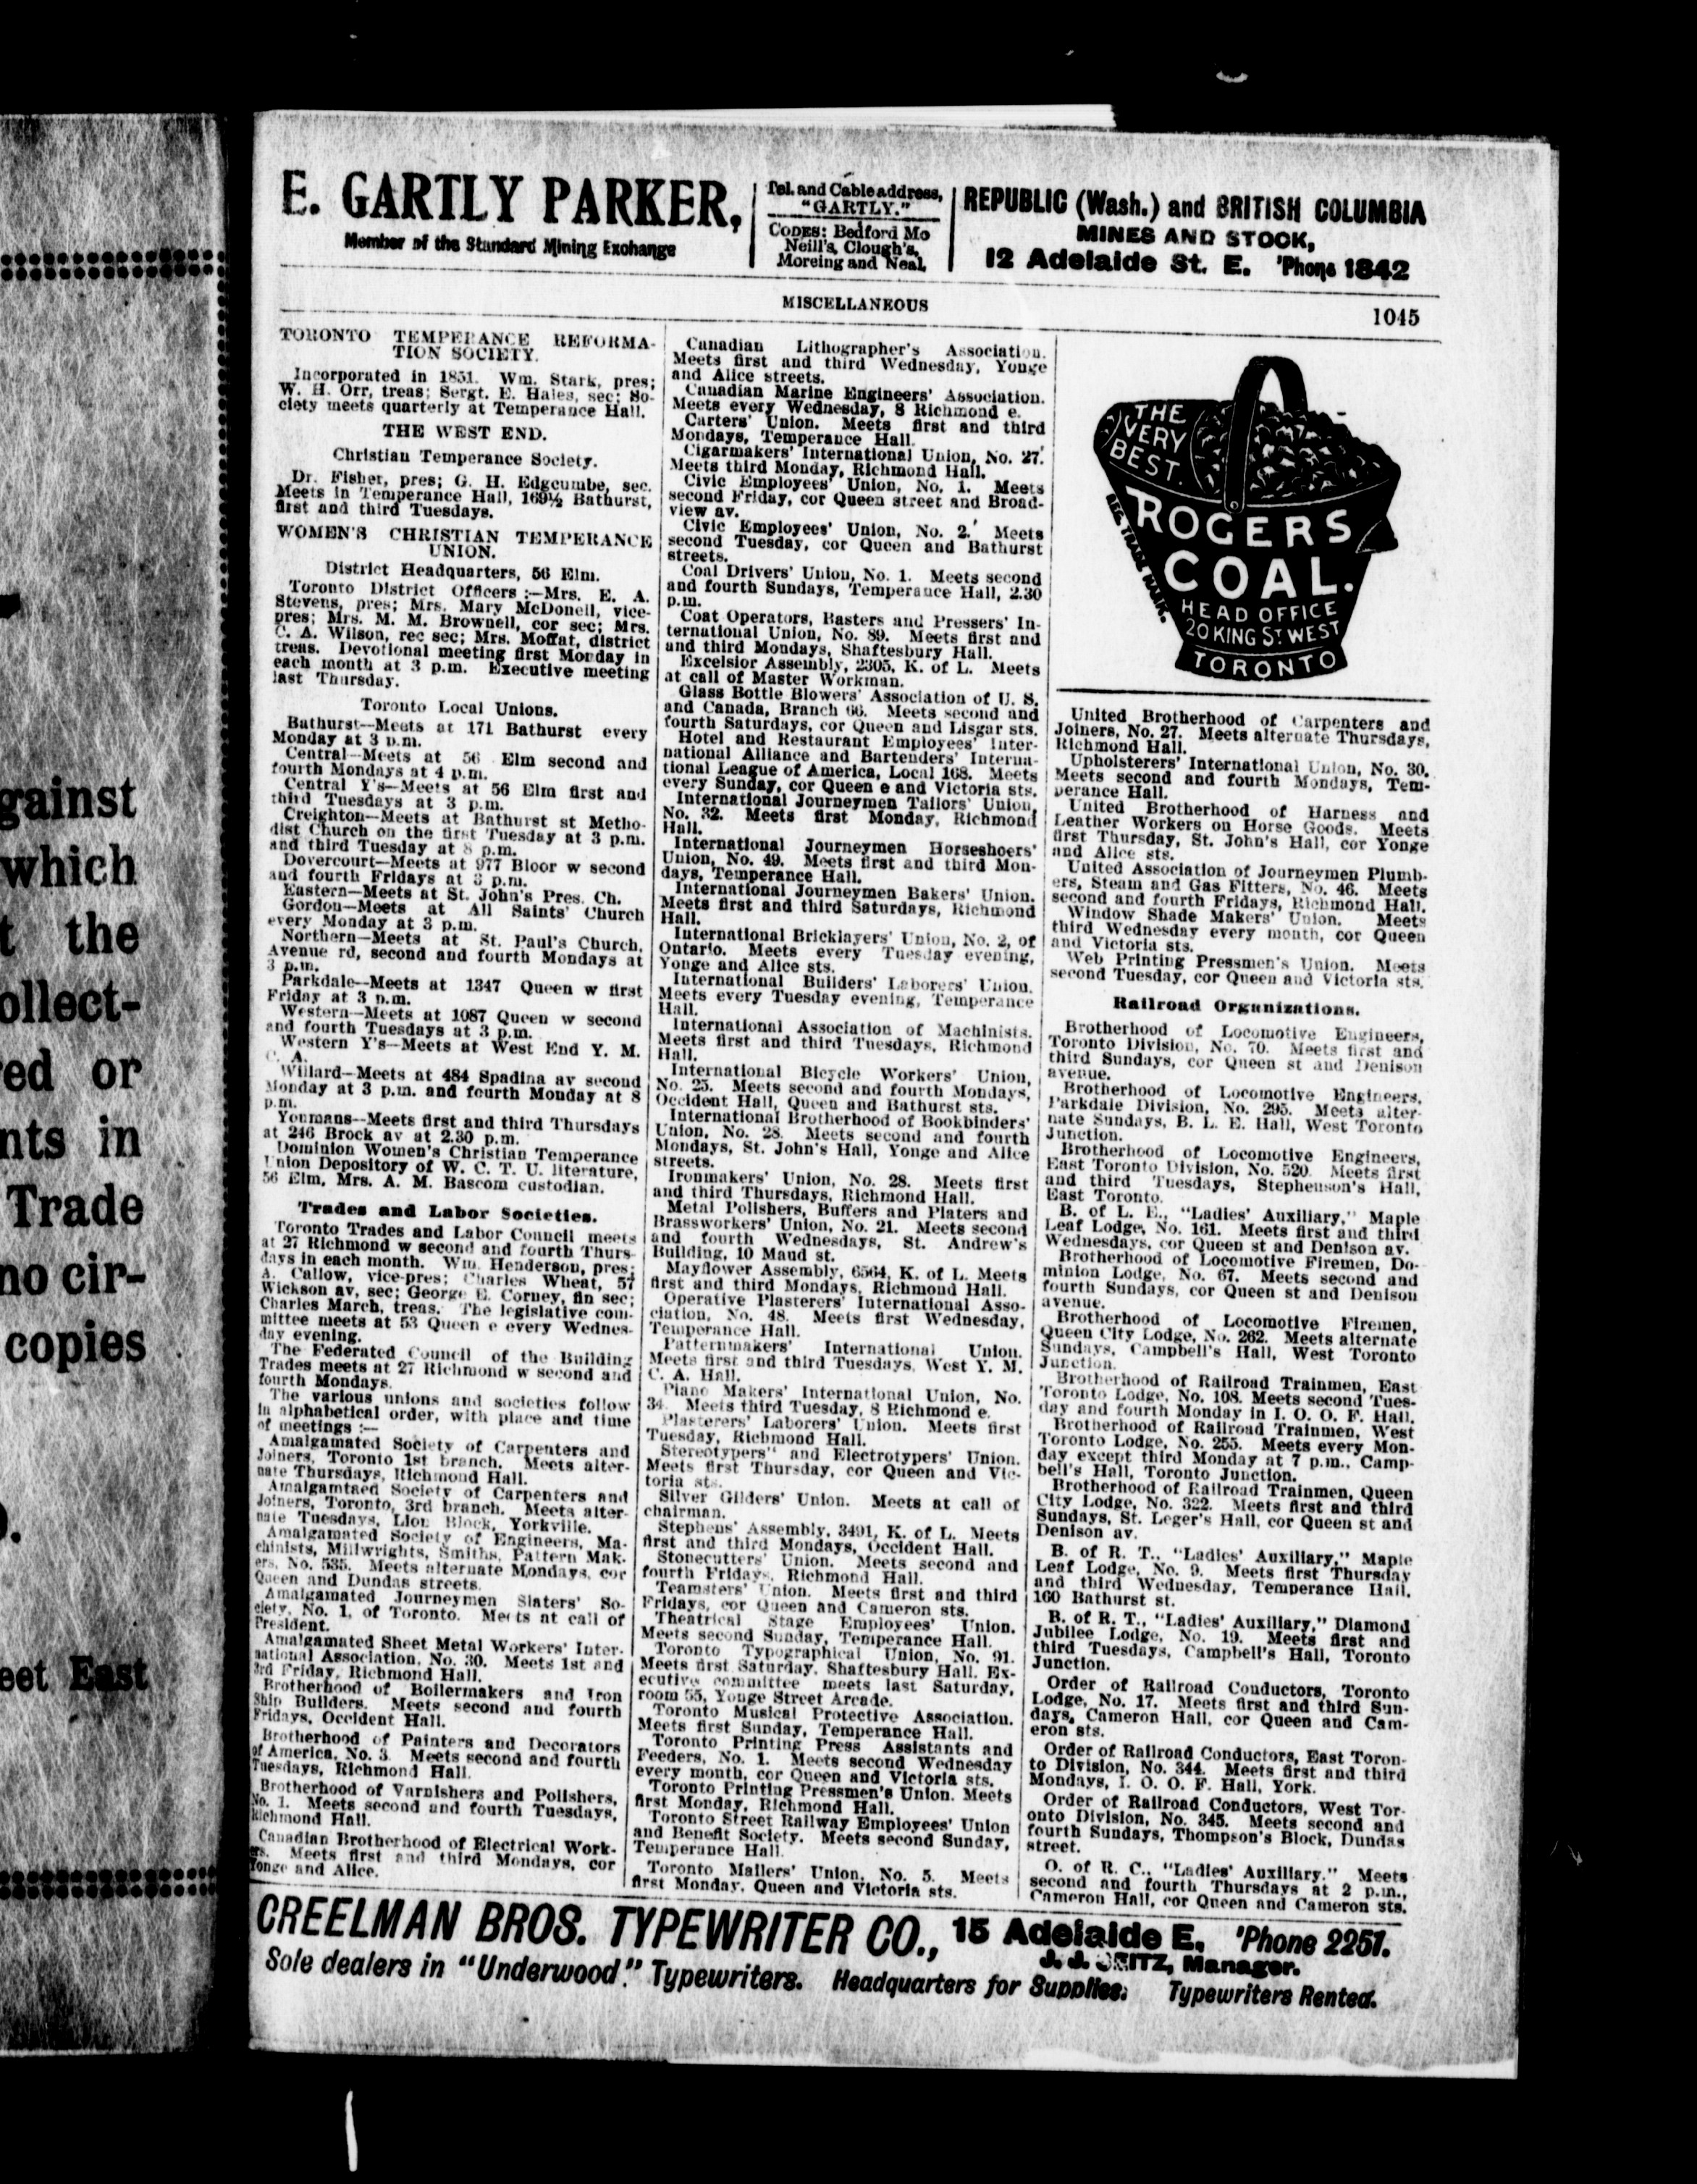 gainst
which
t the
ollect-
ed or
nts in
Trade
no cir-
copies
eet East
E. GARTLY PARKER,
Member of the Standard Mining Exchange
Tel. and Cable address,
"GARTLY."
CODES: Bedford Mo
Neill's, Clough's,
Moreing and Neal.
REPUBLIC (Wash.) and BRITISH COLUMBIA
MINES AND STOCK,
12 Adelaide St. E. 'Phone 1842
MISCELLANEOUS
1045
TORONTO TEMPERANCE REFORMA-
TION SOCIETY.
Incorporated in 1851. Wm. Stark, pres;
W. H. Orr, treas; Sergt. E. Hales, sec; So-
ciety meets quarterly at Temperance Hall.
THE WEST END.
Christian Temperance Society.
Dr. Fisher, pres; G. H. Edgcumbe, sec.
Meets in Temperance Hall, 169½ Bathurst,
first and third Tuesdays.
WOMEN'S CHRISTIAN TEMPERANCE
UNION.
District Headquarters, 56 Elm.
Toronto District Officers:—Mrs. E. A.
Stevens, pres; Mrs. Mary McDonell, vice-
pres; Mrs. M. M. Brownell, cor sec; Mrs.
C. A. Wilson, rec sec; Mrs. Moffat, district
treas. Devotional meeting first Monday in
each month at 3 p.m. Executive meeting
last Thursday.
Toronto Local Unions.
Bathurst—Meets at 171 Bathurst every
Monday at 3 p.m.
Central—Meets at 56 Elm second and
fourth Mondays at 4 p.m.
Central Y's—Meets at 56 Elm first and
third Tuesdays at 3 p.m.
Creighton—Meets at Bathurst st Metho-
dist Church on the first Tuesday at 3 p.m.
and third Tuesday at 8 p.m.
Dovercourt—Meets at 977 Bloor w second
and fourth Fridays at 3 p.m.
Eastern—Meets at St. John's Pres. Ch.
Gordon—Meets at All Saints' Church
every Monday at 3 p.m.
Northern—Meets at St. Paul's Church,
Avenue rd, second and fourth Mondays at
3 p.m.
Parkdale—Meets at 1347 Queen w first
Friday at 3 p.m.
Western—Meets at 1087 Queen w second
and fourth Tuesdays at 3 p.m.
Western Y's—Meets at West End Y. M.
C. A.
Willard—Meets at 484 Spadina av second
Monday at 3 p.m. and fourth Monday at 8
p.m.
Youmans—Meets first and third Thursdays
at 246 Brock av at 2.30 p.m.
Dominion Women's Christian Temperance
Union Depository of W. C. T. U. literature,
56 Elm, Mrs. A. M. Bascom custodian.
Trades and Labor Societies.
Toronto Trades and Labor Council meets
at 27 Richmond w second and fourth Thurs-
days in each month. Wm. Henderson, pres;
A. Callow, vice-pres; Charles Wheat, 57
Wickson av, sec; George E. Corney, fin sec;
Charles March, treas. The legislative com-
mittee meets at 53 Queen e every Wednes-
day evening.
The Federated Council of the Building
Trades meets at 27 Richmond w second and
fourth Mondays.
The various unions and societies follow
in alphabetical order, with place and time
of meetings:—
Amalgamated Society of Carpenters and
Joiners, Toronto 1st branch. Meets alter-
nate Thursdays, Richmond Hall.
Amalgamtaed Society of Carpenters and
Joiners, Toronto, 3rd branch. Meets alter-
nate Tuesdays, Lion Block, Yorkville.
Amalgamated Society of Engineers, Ma-
chinists, Millwrights, Smiths, Pattern Mak-
ers, No. 535. Meets alternate Mondays, cor
Queen and Dundas streets.
Amalgamated Journeymen Slaters' So-
ciety, No. 1, of Toronto. Meets at call of
President.
Amalgamated Sheet Metal Workers' Inter-
national Association, No. 30. Meets 1st and
3rd Friday, Richmond Hall.
Brotherhood of Boilermakers and Iron
Ship Builders. Meets second and fourth
Fridays, Occident Hall.
Brotherhood of Painters and Decorators
of America, No. 3. Meets second and fourth
Tuesdays, Richmond Hall.
Brotherhood of Varnishers and Polishers,
No. 1. Meets second and fourth Tuesdays,
Richmond Hall.
Canadian Brotherhood of Electrical Work-
ers. Meets first and third Mondays, cor
Yonge and Alice.
Canadian Lithographer's Association.
Meets first and third Wednesday, Yonge
and Alice streets.
Canadian Marine Engineers' Association.
Meets every Wednesday, 8 Richmond e.
Carters' Union. Meets first and third
Mondays, Temperance Hall.
Cigarmakers' International Union, No. 27.
Meets third Monday, Richmond Hall.
Civic Employees' Union, No. 1. Meets
second Friday, cor Queen street and Broad-
view av.
Civic Employees' Union, No. 2. Meets
second Tuesday, cor Queen and Bathurst
streets.
Coal Drivers' Union, No. 1. Meets second
and fourth Sundays, Temperance Hall, 2.30
p.m.
Coat Operators, Basters and Pressers' In-
ternational Union, No. 89. Meets first and
and third Mondays, Shaftesbury Hall.
Excelsior Assembly, 2305, K. of L. Meets
at call of Master Workman.
Glass Bottle Blowers' Association of U. S.
and Canada, Branch 66. Meets second and
fourth Saturdays, cor Queen and Lisgar sts.
Hotel and Restaurant Employees' Inter-
national Alliance and Bartenders' Interna-
tional League of America, Local 168. Meets
every Sunday, cor Queen e and Victoria sts.
International Journeymen Tailors' Union,
No. 32. Meets first Monday, Richmond
Hall.
International Journeymen Horseshoers'
Union, No. 49. Meets first and third Mon-
days, Temperance Hall.
International Journeymen Bakers' Union.
Meets first and third Saturdays, Richmond
Hall.
International Bricklayers' Union, No. 2, of
Ontario. Meets every Tuesday evening,
Yonge and Alice sts.
International Builders' Laborers' Union.
Meets every Tuesday evening, Temperance
Hall.
International Association of Machinists.
Meets first and third Tuesdays, Richmond
Hall.
International Bicycle Workers' Union,
No. 25. Meets second and fourth Mondays,
Occident Hall, Queen and Bathurst sts.
International Brotherhood of Bookbinders'
Union, No. 28. Meets second and fourth
Mondays, St. John's Hall, Yonge and Alice
streets.
Ironmakers' Union, No. 28. Meets first
and third Thursdays, Richmond Hall.
Metal Polishers, Buffers and Platers and
Brassworkers' Union, No. 21. Meets second
and fourth Wednesdays, St. Andrew's
Building, 10 Maud st.
Mayflower Assembly, 6564, K. of L. Meets
first and third Mondays, Richmond Hall.
Operative Plasterers' International Asso-
ciation, No. 48. Meets first Wednesday,
Temperance Hall.
Patternmakers' International Union.
Meets first and third Tuesdays, West Y. M.
C. A. Hall.
Piano Makers' International Union, No.
34. Meets third Tuesday, 8 Richmond e.
Plasterers' Laborers' Union. Meets first
Tuesday, Richmond Hall.
Stereotypers" and Electrotypers' Union.
Meets first Thursday, cor Queen and Vic-
toria sts.
Silver Gilders' Union. Meets at call of
chairman.
Stephens' Assembly, 3491, K. of L. Meets
first and third Mondays, Occident Hall.
Stonecutters' Union. Meets second and
fourth Fridays, Richmond Hall.
Teamsters' Union. Meets first and third
Fridays, cor Queen and Cameron sts.
Theatrical Stage Employees' Union.
Meets second Sunday, Temperance Hall.
Toronto Typographical Union, No. 91.
Meets first Saturday, Shaftesbury Hall. Ex-
ecutive committee meets last Saturday,
room 55, Yonge Street Arcade.
Toronto Musical Protective Association.
Meets first Sunday, Temperance Hall.
Toronto Printing Press Assistants and
Feeders, No. 1. Meets second Wednesday
every month, cor Queen and Victoria sts.
Toronto Printing Pressmen's Union. Meets
first Monday, Richmond Hall.
Toronto Street Railway Employees' Union
and Benefit Society. Meets second Sunday,
Temperance Hall.
Toronto Mailers' Union, No. 5. Meets
first Monday, Queen and Victoria sts.
THE
VERY
BEST.
ROGERS
COAL.
HEAD OFFICE
20 KING ST WEST
TORONTO
ITS TRADE MARK.
United Brotherhood of Carpenters and
Joiners, No. 27. Meets alternate Thursdays,
Richmond Hall.
Upholsterers' International Union, No. 30.
Meets second and fourth Mondays, Tem-
perance Hall.
United Brotherhood of Harness and
Leather Workers on Horse Goods. Meets
first Thursday, St. John's Hall, cor Yonge
and Alice sts.
United Association of Journeymen Plumb-
ers, Steam and Gas Fitters, No. 46. Meets
second and fourth Fridays, Richmond Hall.
Window Shade Makers' Union. Meets
third Wednesday every month, cor Queen
and Victoria sts.
Web Printing Pressmen's Union. Meets
second Tuesday, cor Queen and Victoria sts.
Railroad Organizations.
Brotherhood of Locomotive Engineers,
Toronto Division, No. 70. Meets first and
third Sundays, cor Queen st and Denison
avenue.
Brotherhood of Locomotive Engineers,
Parkdale Division, No. 295. Meets alter-
nate Sundays, B. L. E. Hall, West Toronto
Junction.
Brotherhood of Locomotive Engineers,
East Toronto Division, No. 520. Meets first
and third Tuesdays, Stephenson's Hall,
East Toronto.
B. of L. E., "Ladies' Auxiliary," Maple
Leaf Lodge, No. 161. Meets first and third
Wednesdays, cor Queen st and Denison av.
Brotherhood of Locomotive Firemen, Do-
minion Lodge, No. 67. Meets second and
fourth Sundays, cor Queen st and Denison
avenue.
Brotherhood of Locomotive Firemen,
Queen City Lodge, No. 262. Meets alternate
Sundays, Campbell's Hall, West Toronto
Junction.
Brotherhood of Railroad Trainmen, East
Toronto Lodge, No. 108. Meets second Tues-
day and fourth Monday in I. O. O. F. Hall.
Brotherhood of Railroad Trainmen, West
Toronto Lodge, No. 255. Meets every Mon-
day except third Monday at 7 p.m., Camp-
bell's Hall, Toronto Junction.
Brotherhood of Railroad Trainmen, Queen
City Lodge, No. 322. Meets first and third
Sundays, St. Leger's Hall, cor Queen st and
Denison av.
B. of R. T., "Ladies' Auxiliary," Maple
Leaf Lodge, No. 9. Meets first Thursday
and third Wednesday, Temperance Hall,
160 Bathurst st.
B. of R. T., "Ladies' Auxiliary," Diamond
Jubilee Lodge, No. 19. Meets first and
third Tuesdays, Campbell's Hall, Toronto
Junction.
Order of Railroad Conductors, Toronto
Lodge, No. 17. Meets first and third Sun-
days, Cameron Hall, cor Queen and Cam-
eron sts.
Order of Railroad Conductors, East Toron-
to Division, No. 344. Meets first and third
Mondays, I. O. O. F. Hall, York.
Order of Railroad Conductors, West Tor-
onto Division, No. 345. Meets second and
fourth Sundays, Thompson's Block, Dundas
street.
O. of R. C., "Ladies' Auxiliary." Meets
second and fourth Thursdays at 2 p.m.,
Cameron Hall, cor Queen and Cameron sts.
CREELMAN BROS. TYPEWRITER CO., 15 Adelaide E. 'Phone 2251.
J. J. SEITZ, Manager.
Sole dealers in "Underwood" Typewriters. Headquarters for Supplies. Typewriters Rented.